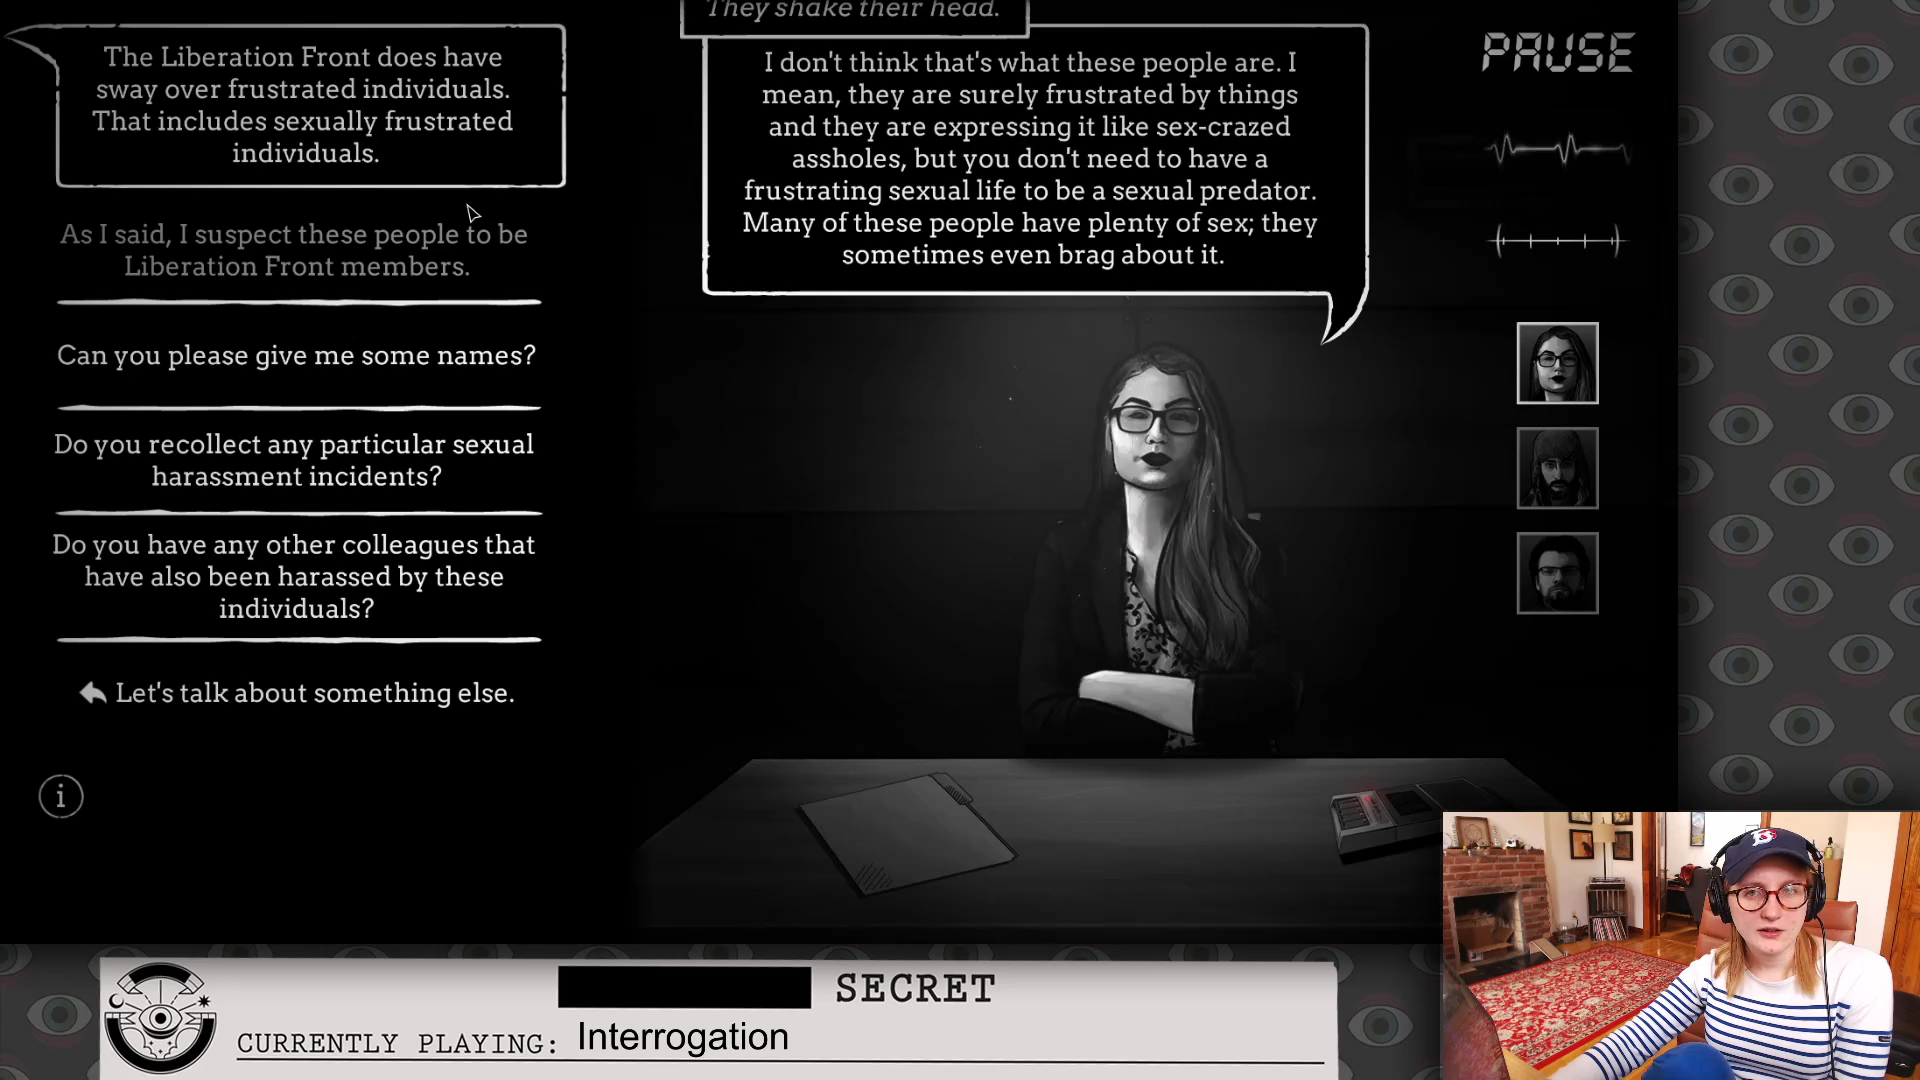 The Liberation Front does have
sway over frustrated individuals.
That includes sexually frustrated
individuals.
As I said, I suspect these people to be
Liberation Front members.
Can you please give me some names?
Do you recollect any particular sexual
harassment incidents?
Do you have any other colleagues that
have also been harassed by these
individuals?
Let's talk about something else.
They shake their head.
I don't think that's what these people are. I
mean, they are surely frustrated by things
and they are expressing it like sex-crazed
assholes, but you don't need to have a
frustrating sexual life to be a sexual predator.
Many of these people have plenty of sex; they
sometimes even brag about it.
PAUSE
i
SECRET
CURRENTLY PLAYING: Interrogation
B